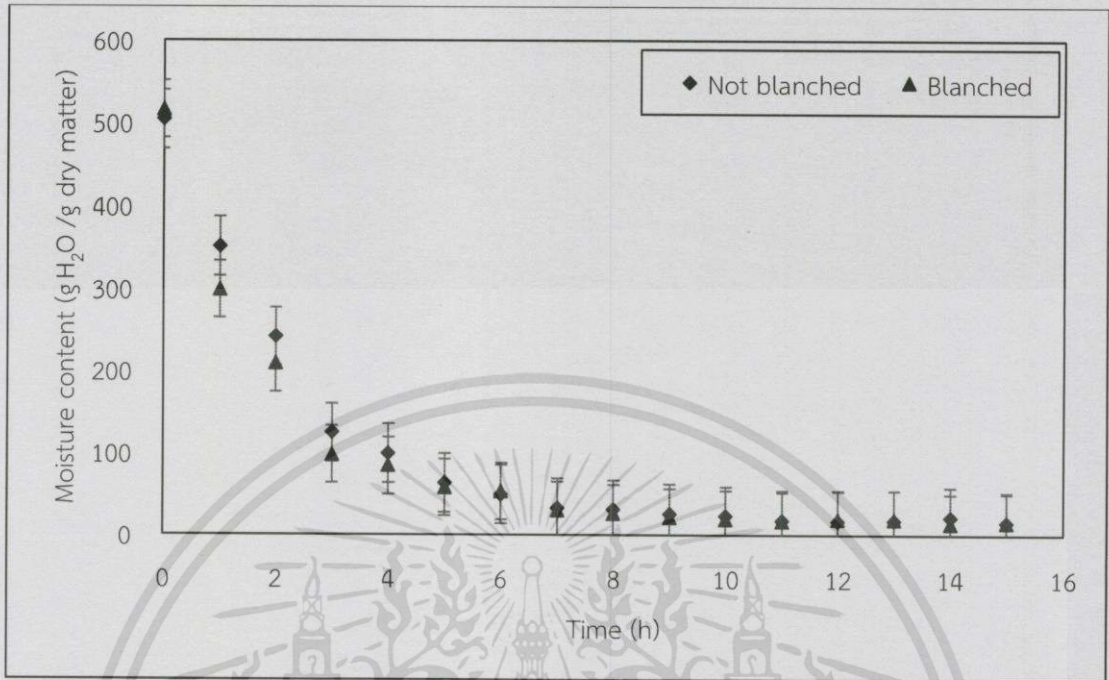 600
500
400
300
200
100
0
Moisture content (gH₂O/g dry matter)
◆ Not blanched ▲ Blanched
0 2 4 6 8 10 12 14 16
Time (h)